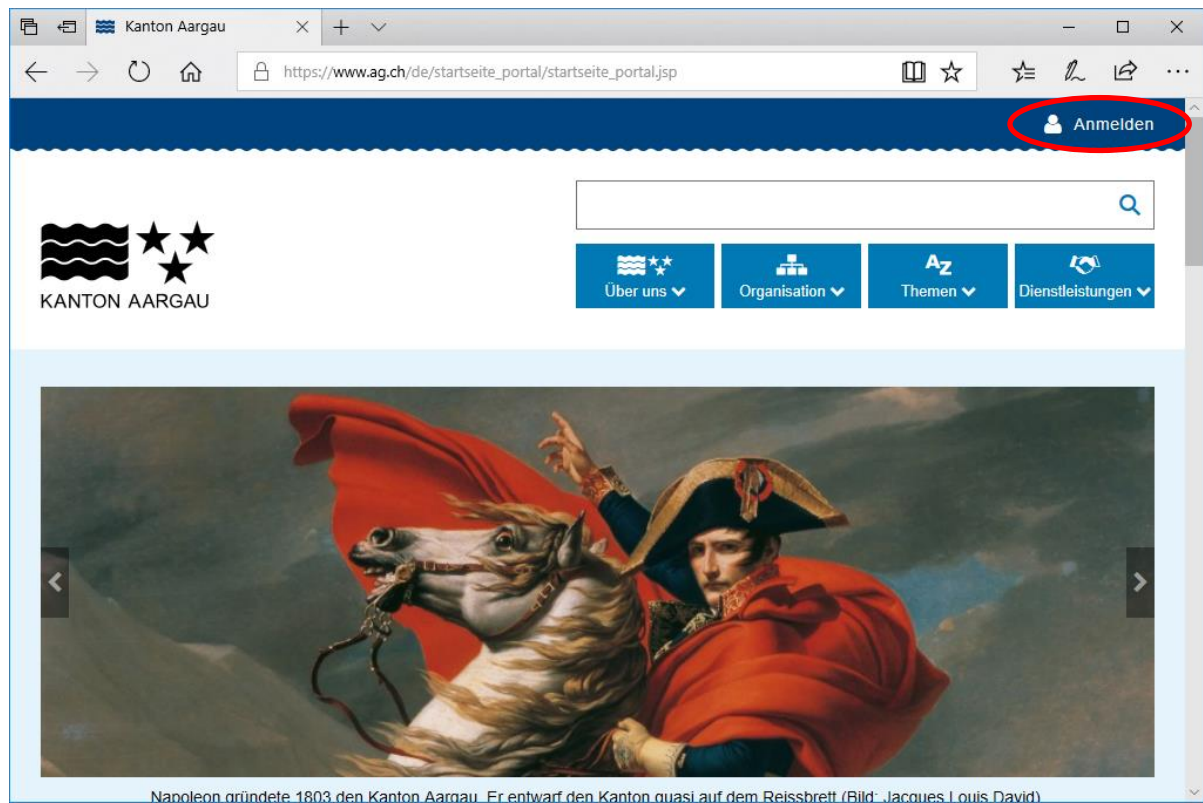 Kanton Aargau
https://www.ag.ch/de/startseite_portal/startseite_portal.jsp
Anmelden
KANTON AARGAU
Über uns
Organisation
AZ
Themen
Dienstleistungen
Napoleon gründete 1803 den Kanton Aargau. Er entwarf den Kanton quasi auf dem Reissbrett (Bild: Jacques Louis David)